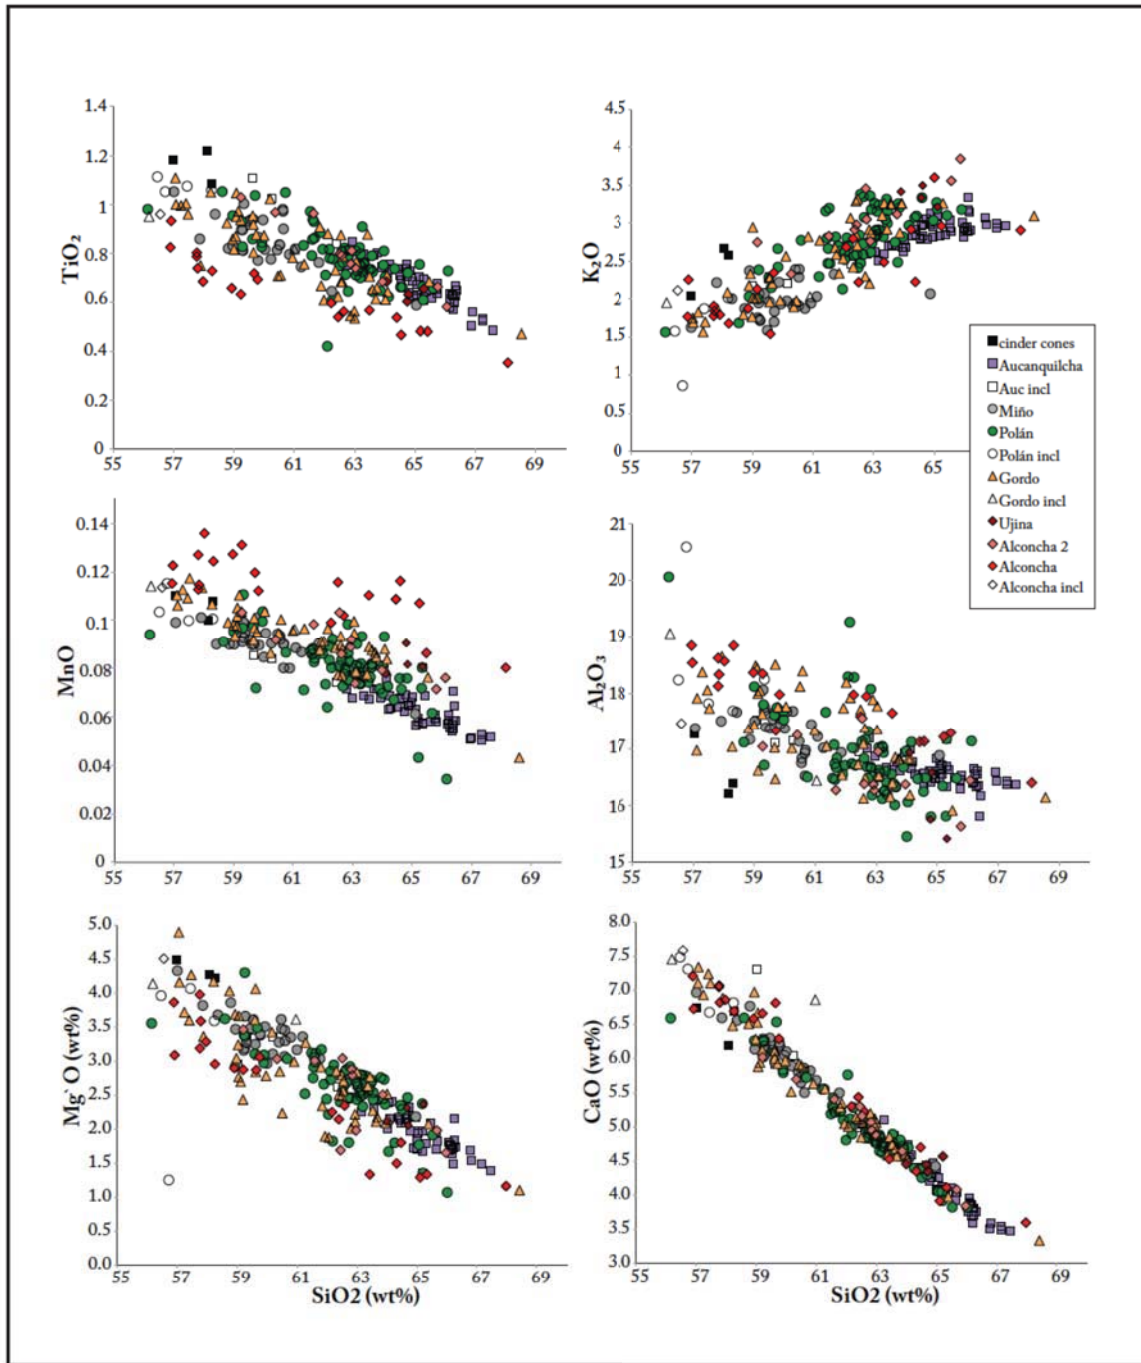 TiO₂
1.4
1.2
1
0.8
0.6
0.4
0.2
0
55 57 59 61 63 65 67 69
K₂O
4.5
4
3.5
3
2.5
2
1.5
1
0.5
0
55 57 59 61 63 65
cinder cones
Aucanquilcha
Auc incl
Miño
Polán
Polán incl
Gordo
Gordo incl
Ujina
Alconcha 2
Alconcha
Alconcha incl
MnO
0.14
0.12
0.1
0.08
0.06
0.04
0.02
0
55 57 59 61 63 65 67 69
Al₂O₃
21
20
19
18
17
16
15
55 57 59 61 63 65 67 69
Mg`O (wt%)
5.0
4.5
4.0
3.5
3.0
2.5
2.0
1.5
1.0
0.5
0.0
55 57 59 61 63 65 67 69
SiO2 (wt%)
CaO (wt%)
8.0
7.5
7.0
6.5
6.0
5.5
5.0
4.5
4.0
3.5
3.0
55 57 59 61 63 65 67 69
SiO2 (wt%)